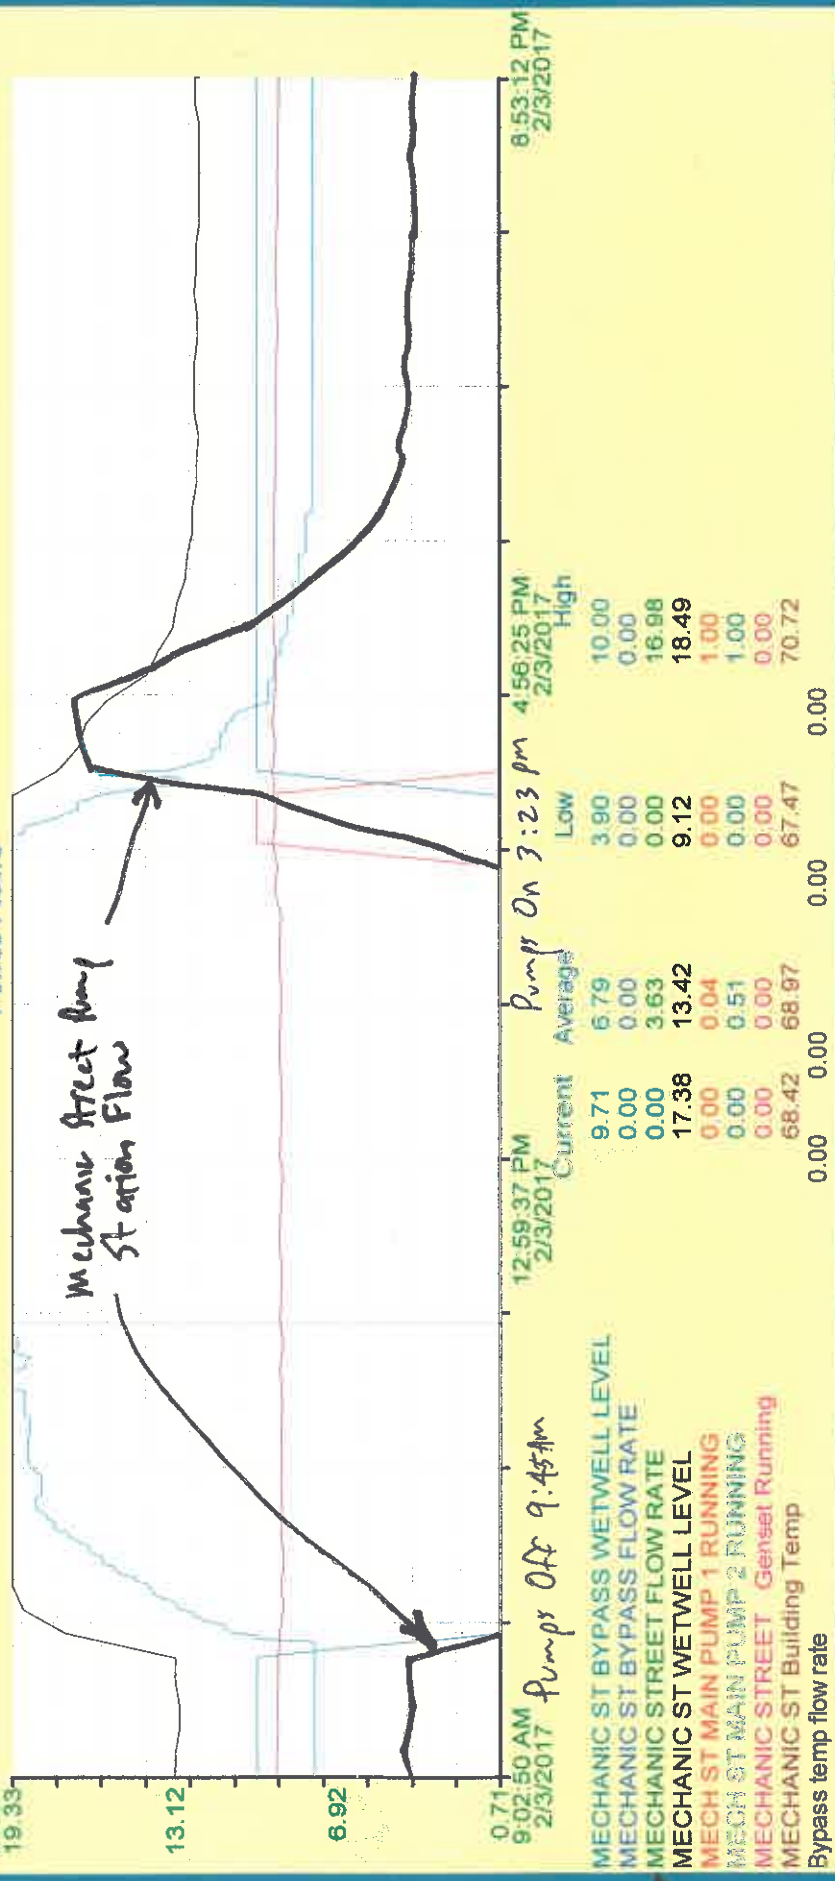 19.33
13.12
6.92
0.71
Mechanic Street Pump
Station Flow
9:02:50 AM
2/3/2017
12:59:37 PM
2/3/2017
4:56:25 PM
2/3/2017
8:53:12 PM
2/3/2017
Pumps Off 9:45 Am
Pumps On 3:23 pm
Current Average Low High
MECHANIC ST BYPASS WETWELL LEVEL 9.71 6.79 3.90 10.00
MECHANIC ST BYPASS FLOW RATE 0.00 0.00 0.00 0.00
MECHANIC STREET FLOW RATE 0.00 3.63 0.00 16.98
MECHANIC ST WETWELL LEVEL 17.38 13.42 9.12 18.49
MECH ST MAIN PUMP 1 RUNNING 0.00 0.04 0.00 1.00
MECH ST MAIN PUMP 2 RUNNING 0.00 0.51 0.00 1.00
MECHANIC STREET Genset Running 0.00 0.00 0.00 0.00
MECHANIC ST Building Temp 68.42 68.97 67.47 70.72
Bypass temp flow rate 0.00 0.00 0.00 0.00